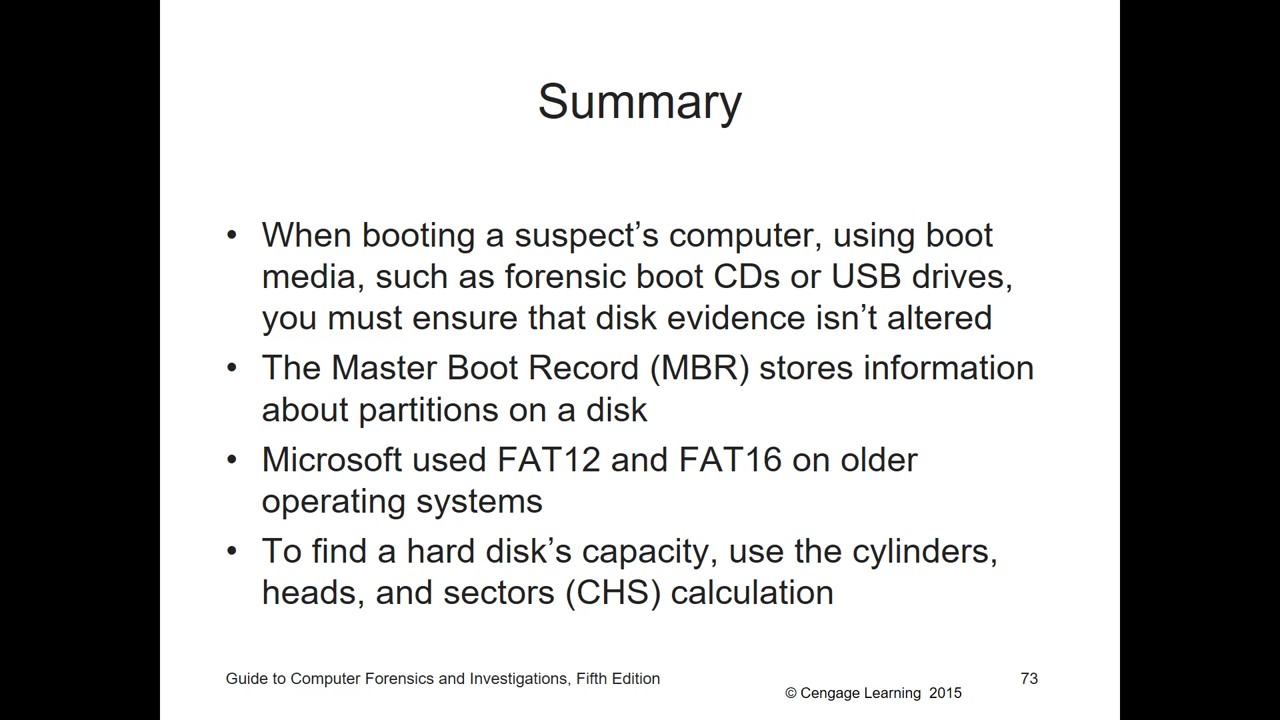 Summary
• When booting a suspect’s computer, using boot
media, such as forensic boot CDs or USB drives,
you must ensure that disk evidence isn’t altered
• The Master Boot Record (MBR) stores information
about partitions on a disk
• Microsoft used FAT12 and FAT16 on older
operating systems
• To find a hard disk’s capacity, use the cylinders,
heads, and sectors (CHS) calculation
Guide to Computer Forensics and Investigations, Fifth Edition
73
© Cengage Learning 2015